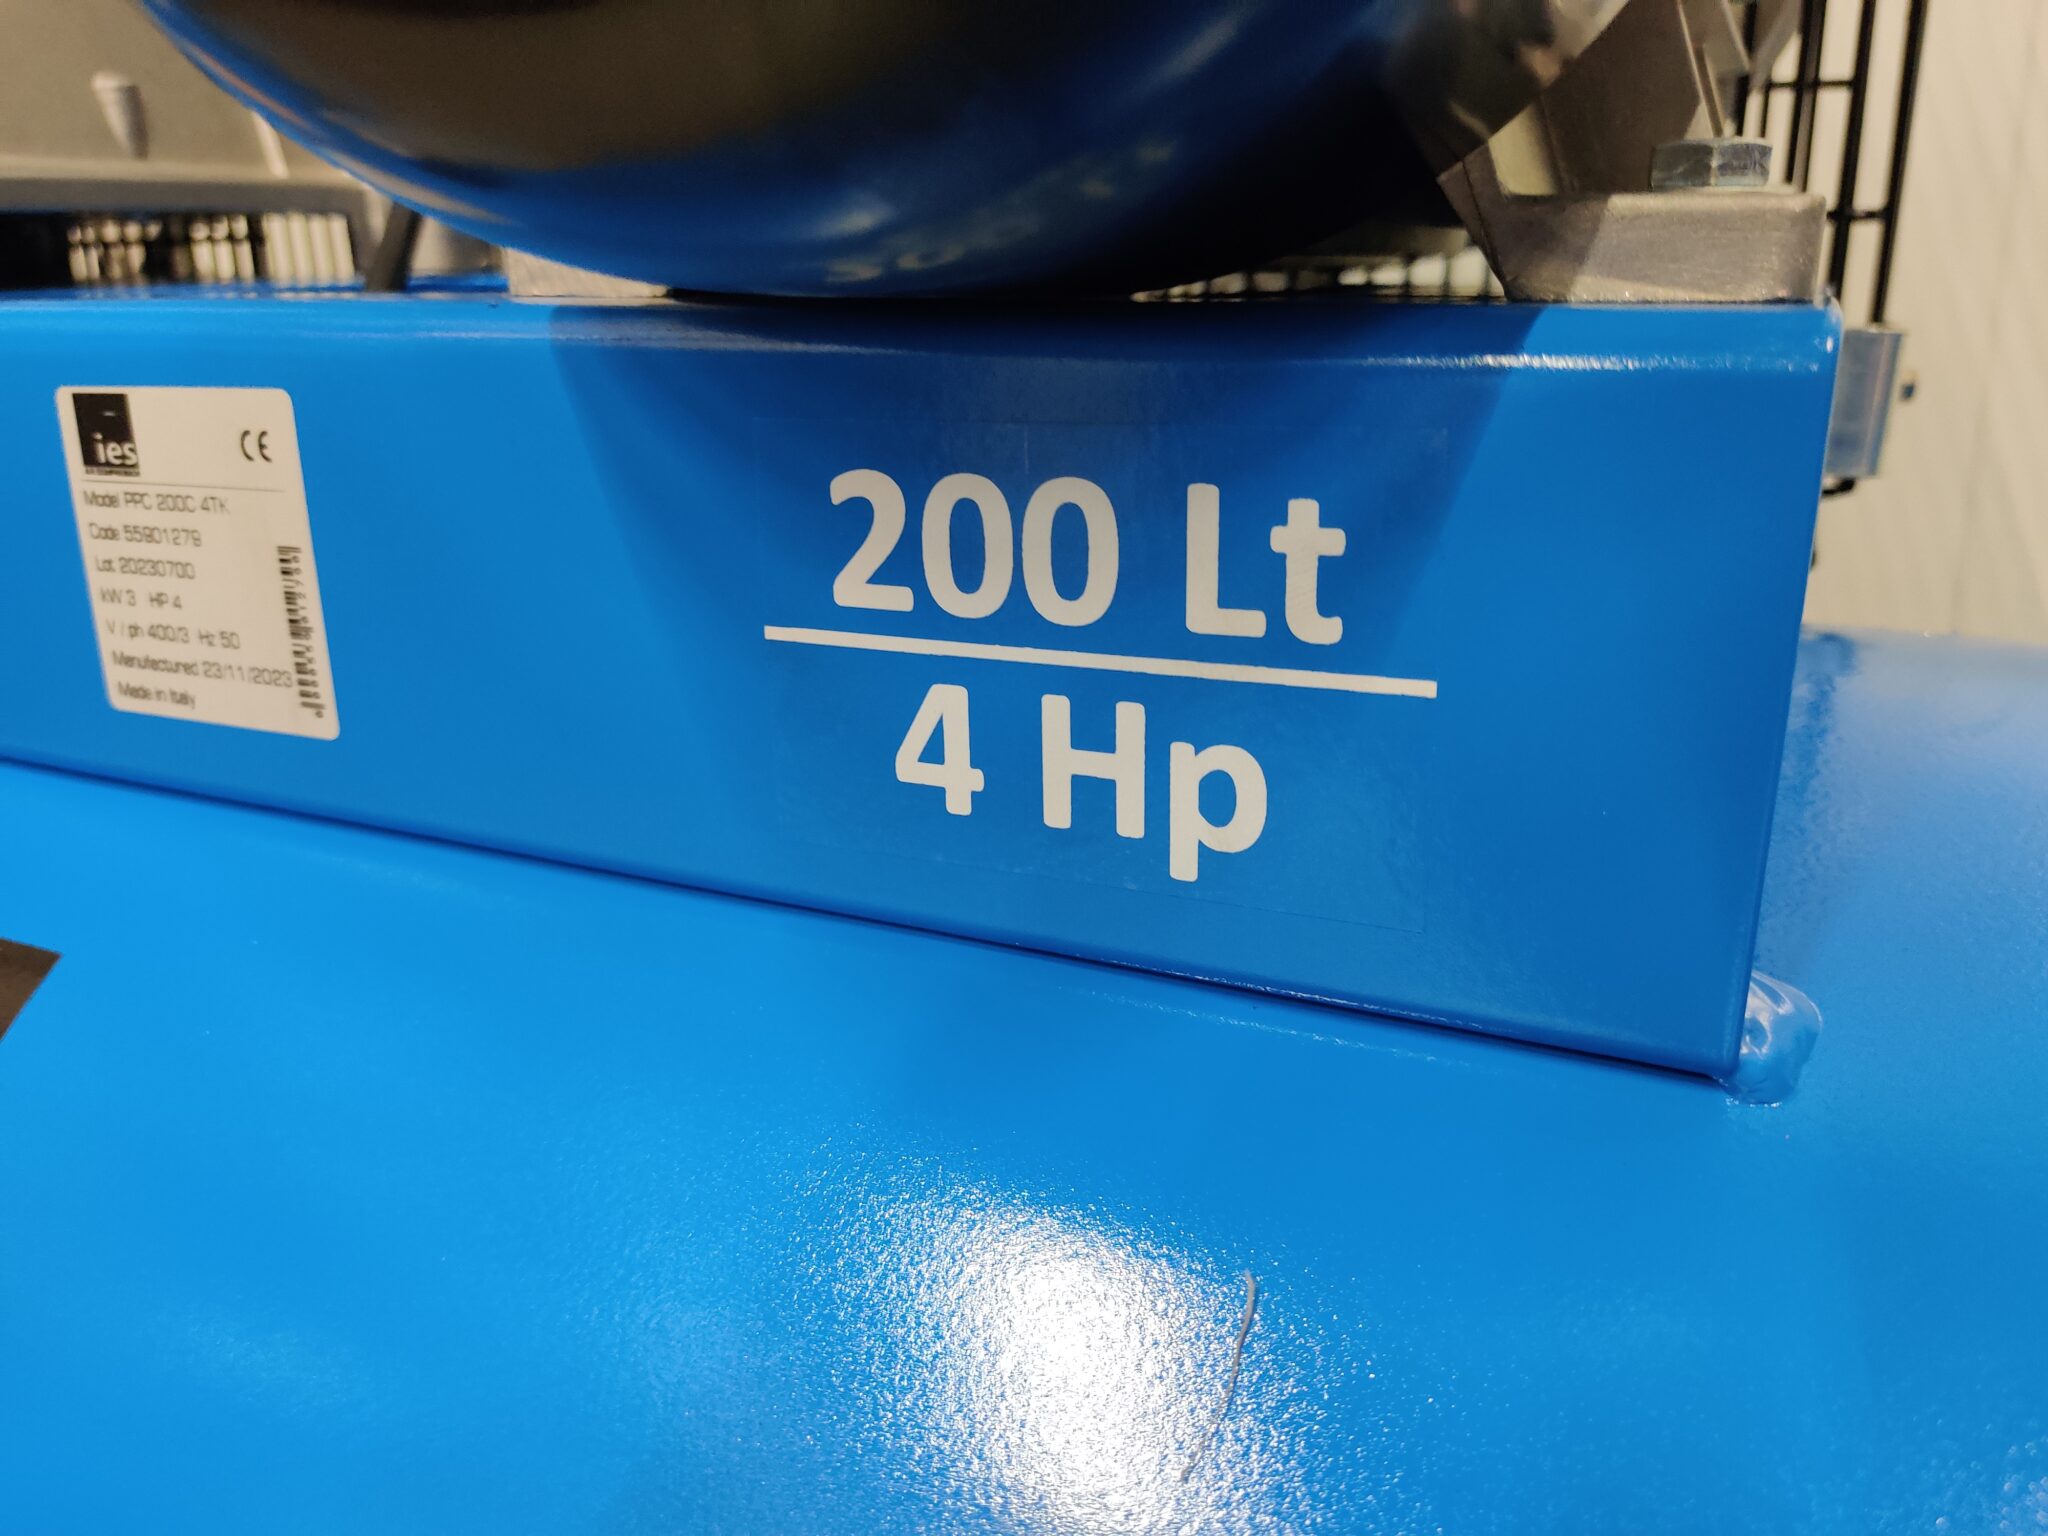 ies
CE
Model PPC 200C 4TK
Code 55901279
Lot 20230700
kW 3 HP 4
V / ph 400/3 Hz 50
Manufactured 23/11/2023
Made in Italy
200 Lt
4 Hp